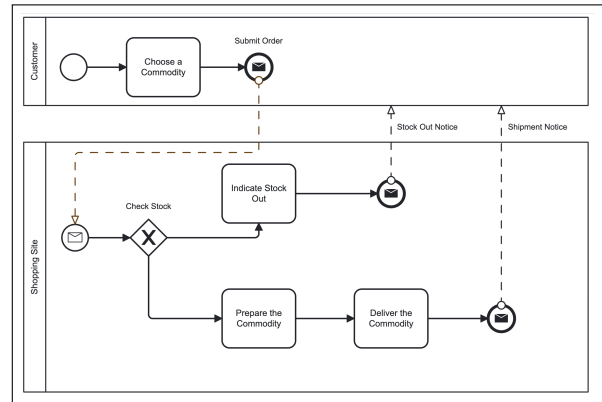 Customer
Submit Order
Choose a
Commodity
Stock Out Notice
Shipment Notice
Shopping Site
Check Stock
Indicate Stock
Out
Prepare the
Commodity
Deliver the
Commodity